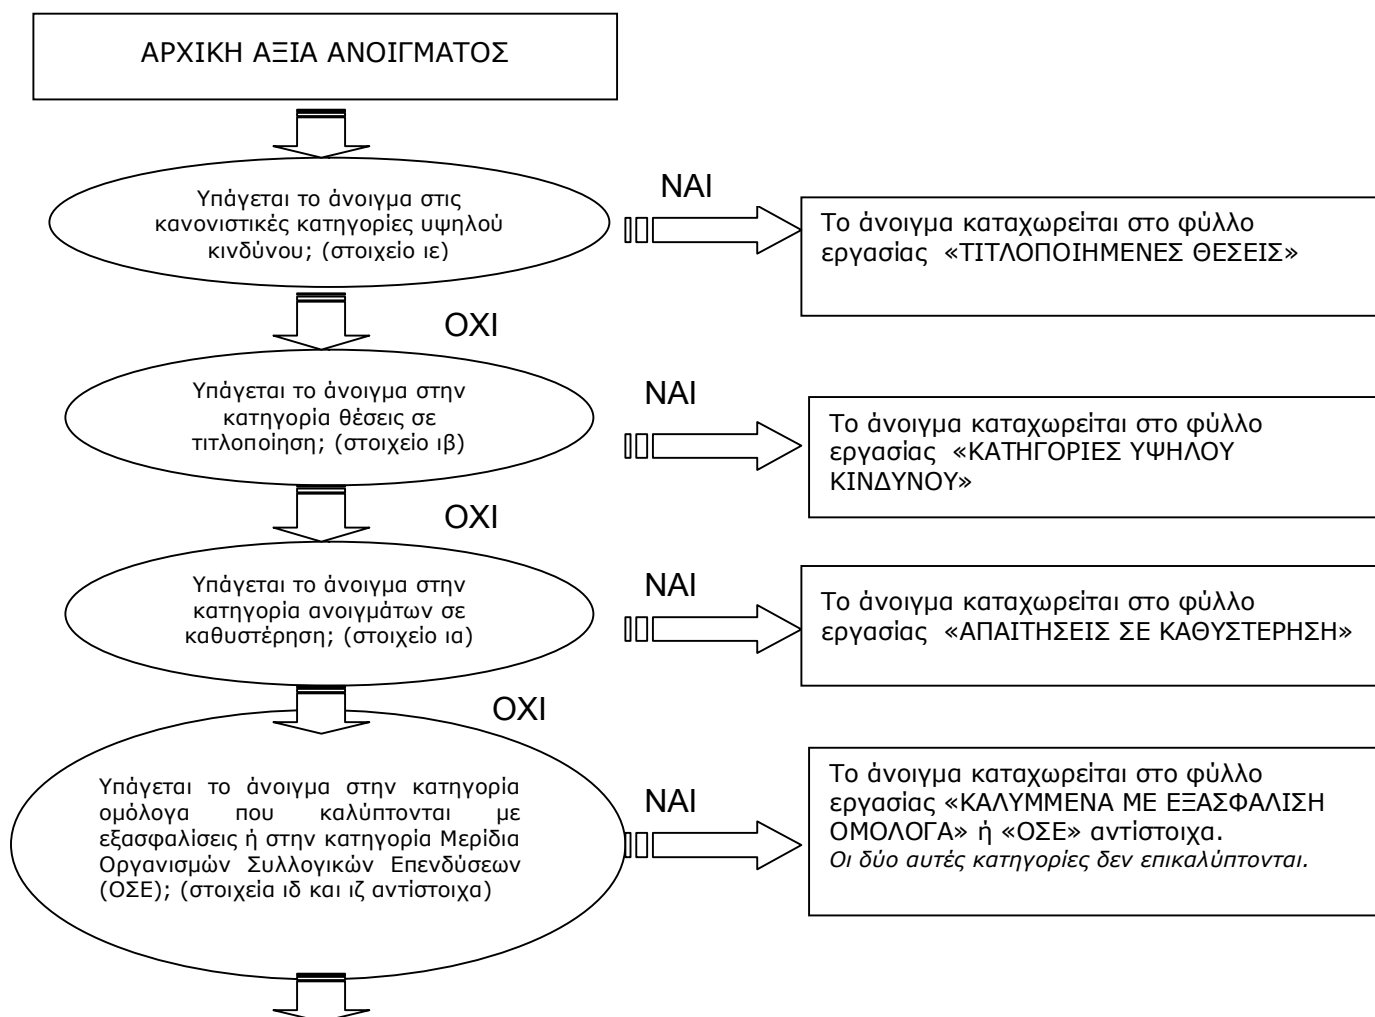 ΑΡΧΙΚΗ ΑΞΙΑ ΑΝΟΙΓΜΑΤΟΣ
Υπάγεται το άνοιγμα στις
κανονιστικές κατηγορίες υψηλού
κινδύνου; (στοιχείο ιε)
ΝΑΙ
Το άνοιγμα καταχωρείται στο φύλλο
εργασίας «ΤΙΤΛΟΠΟΙΗΜΕΝΕΣ ΘΕΣΕΙΣ»
ΟΧΙ
Υπάγεται το άνοιγμα στην
κατηγορία θέσεις σε
τιτλοποίηση; (στοιχείο ιβ)
ΝΑΙ
Το άνοιγμα καταχωρείται στο φύλλο
εργασίας «ΚΑΤΗΓΟΡΙΕΣ ΥΨΗΛΟΥ
ΚΙΝΔΥΝΟΥ»
ΟΧΙ
Υπάγεται το άνοιγμα στην
κατηγορία ανοιγμάτων σε
καθυστέρηση; (στοιχείο ια)
ΝΑΙ
Το άνοιγμα καταχωρείται στο φύλλο
εργασίας «ΑΠΑΙΤΗΣΕΙΣ ΣΕ ΚΑΘΥΣΤΕΡΗΣΗ»
ΟΧΙ
Υπάγεται το άνοιγμα στην κατηγορία
ομόλογα που καλύπτονται με
εξασφαλίσεις ή στην κατηγορία Μερίδια
Οργανισμών Συλλογικών Επενδύσεων
(ΟΣΕ); (στοιχεία ιδ και ιζ αντίστοιχα)
ΝΑΙ
Το άνοιγμα καταχωρείται στο φύλλο
εργασίας «ΚΑΛΥΜΜΕΝΑ ΜΕ ΕΞΑΣΦΑΛΙΣΗ
ΟΜΟΛΟΓΑ» ή «ΟΣΕ» αντίστοιχα.
Οι δύο αυτές κατηγορίες δεν επικαλύπτονται.